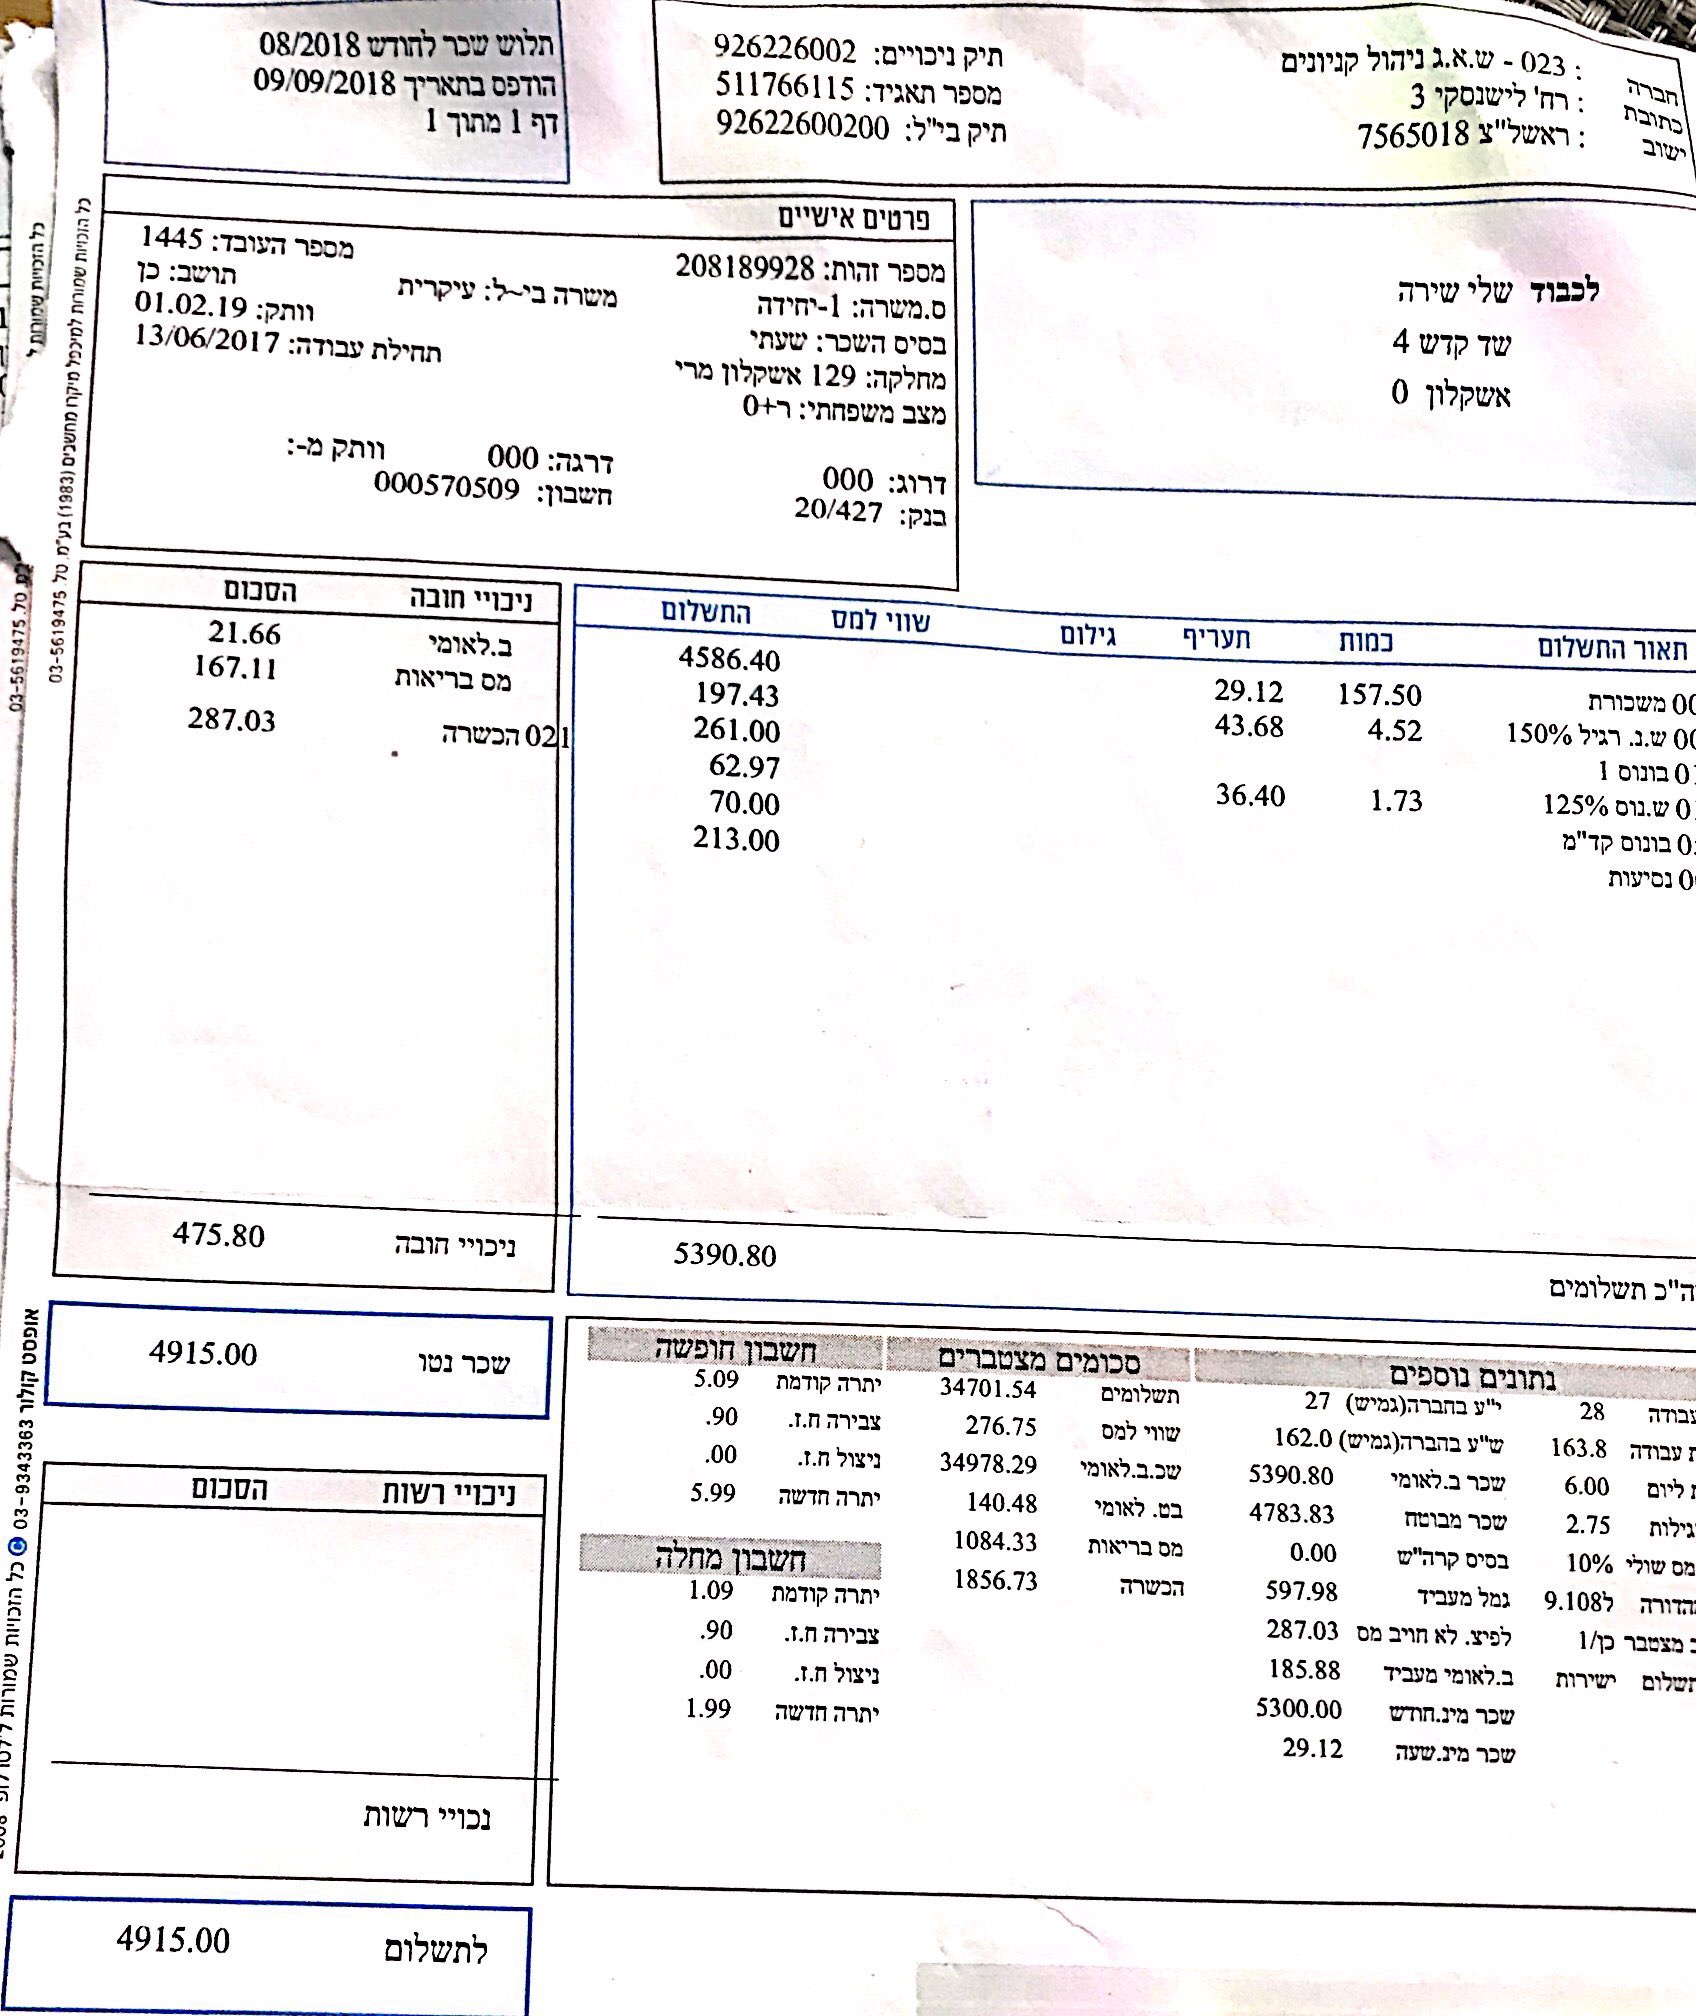 חברה : 023 - ש.א.ג ניהול קניונים
כתובת : רח' לישנסקי 3
ישוב : ראשל"צ 7565018
תיק ניכויים: 926226002
מספר תאגיד: 511766115
תיק בי"ל: 92622600200
תלוש שכר לחודש 08/2018
הודפס בתאריך 09/09/2018
דף 1 מתוך 1
לכבוד שלי שירה
שד קדש 4
אשקלון 0
פרטים אישיים
מספר זהות: 208189928 מספר העובד: 1445
ס.משרה: 1-יחידה משרה בי~ל: עיקרית תושב: כן
בסיס השכר: שעתי וותק: 01.02.19
מחלקה: 129 אשקלון מרי תחילת עבודה: 13/06/2017
מצב משפחתי: ר+0
דרוג: 000 דרגה: 000 וותק מ-:
בנק: 20/427 חשבון: 000570509
תאור התשלום כמות תעריף גילום שווי למס התשלום
00 משכורת 157.50 29.12 4586.40
00 ש.נ. רגיל 150% 4.52 43.68 197.43
01 בונוס 1 261.00
01 ש.נוס 125% 1.73 36.40 62.97
בונוס קד"מ 70.00
נסיעות 213.00
ה"כ תשלומים 5390.80
ניכויי חובה הסכום
ב.לאומי 21.66
מס בריאות 167.11
021 הכשרה 287.03
ניכויי חובה 475.80
שכר נטו 4915.00
ניכויי רשות הסכום
נכויי רשות
לתשלום 4915.00
נתונים נוספים
עבודה 28 י"ע בחברה(גמיש) 27
ת עבודה 163.8 ש"ע בחברה(גמיש) 162.0
ת ליום 6.00 שכר ב.לאומי 5390.80
גילות 2.75 שכר מבוטח 4783.83
מס שולי 10% בסיס קרה"ש 0.00
הדורה ל9.108 גמל מעביד 597.98
ב מצטבר כן/1 לפיצ. לא חויב מס 287.03
תשלום ישירות ב.לאומי מעביד 185.88
שכר מינ.חודש 5300.00
שכר מינ.שעה 29.12
סכומים מצטברים
תשלומים 34701.54
שווי למס 276.75
שכ.ב.לאומי 34978.29
בט. לאומי 140.48
מס בריאות 1084.33
הכשרה 1856.73
חשבון חופשה
יתרה קודמת 5.09
צבירה ח.ז. .90
ניצול ח.ז. .00
יתרה חדשה 5.99
חשבון מחלה
יתרה קודמת 1.09
צבירה ח.ז. .90
ניצול ח.ז. .00
יתרה חדשה 1.99
כל הזכויות שמורות למיכפל מיקרו מחשבים (1983) בע"מ. טל. 03-5619475
כל הזכויות שמורות ל
טל. 03-5619475
אופסט קולור 03-9343363 © כל הזכויות שמורות